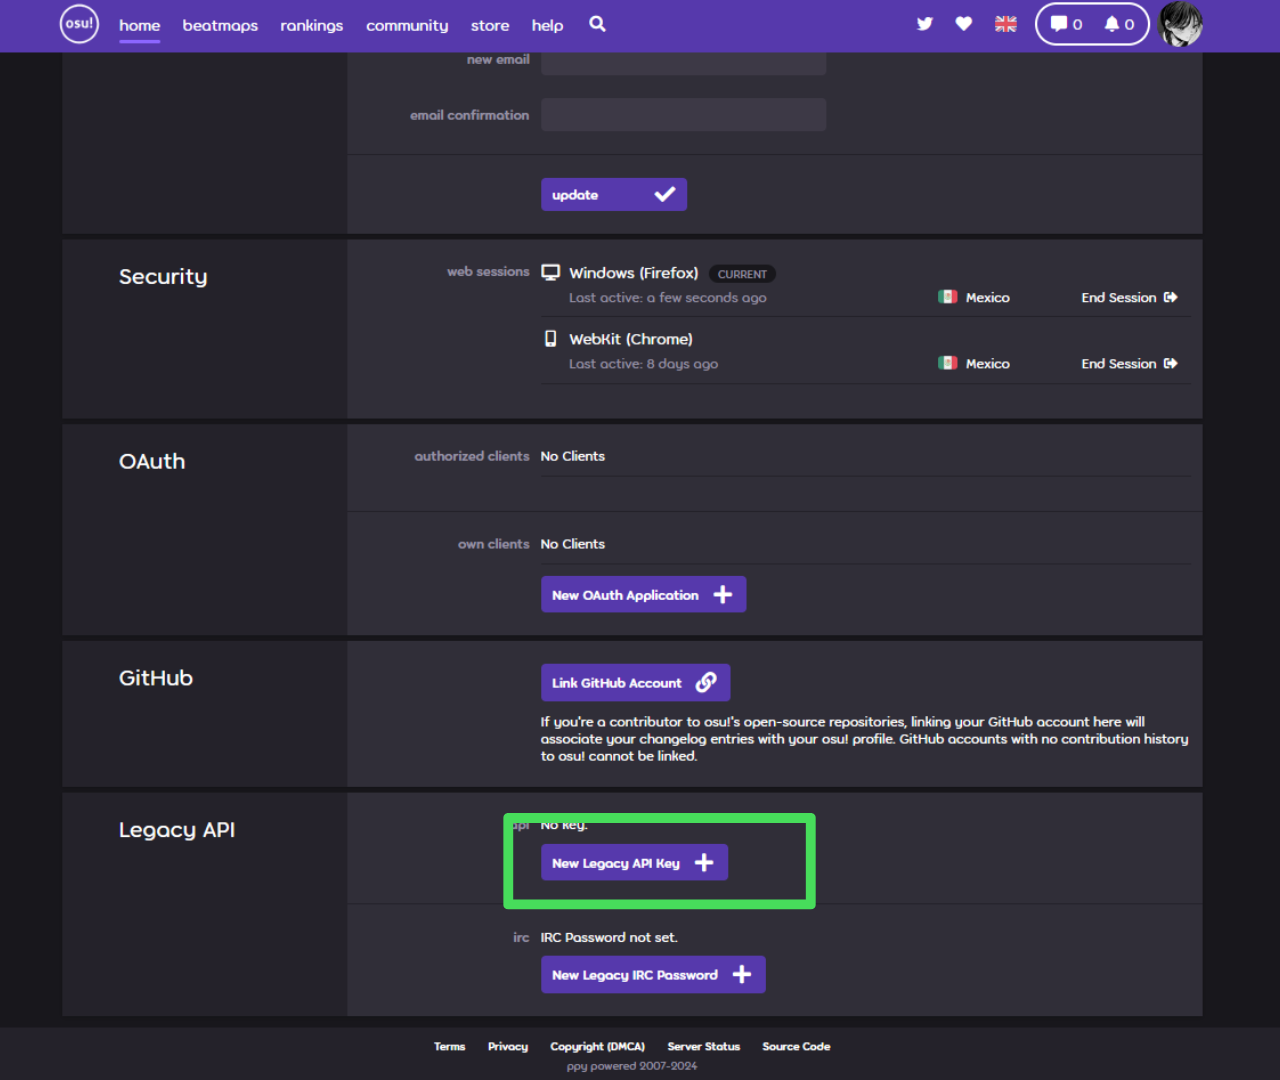 osu! home beatmaps rankings community store help 0 0
new email
email confirmation
update
Security
web sessions Windows (Firefox) CURRENT
Last active: a few seconds ago Mexico End Session
WebKit (Chrome)
Last active: 8 days ago Mexico End Session
OAuth
authorized clients No Clients
own clients No Clients
New OAuth Application
GitHub
Link GitHub Account
If you're a contributor to osu!'s open-source repositories, linking your GitHub account here will
associate your changelog entries with your osu! profile. GitHub accounts with no contribution history
to osu! cannot be linked.
Legacy API
api No key.
New Legacy API Key
irc IRC Password not set.
New Legacy IRC Password
Terms Privacy Copyright (DMCA) Server Status Source Code
ppy powered 2007-2024